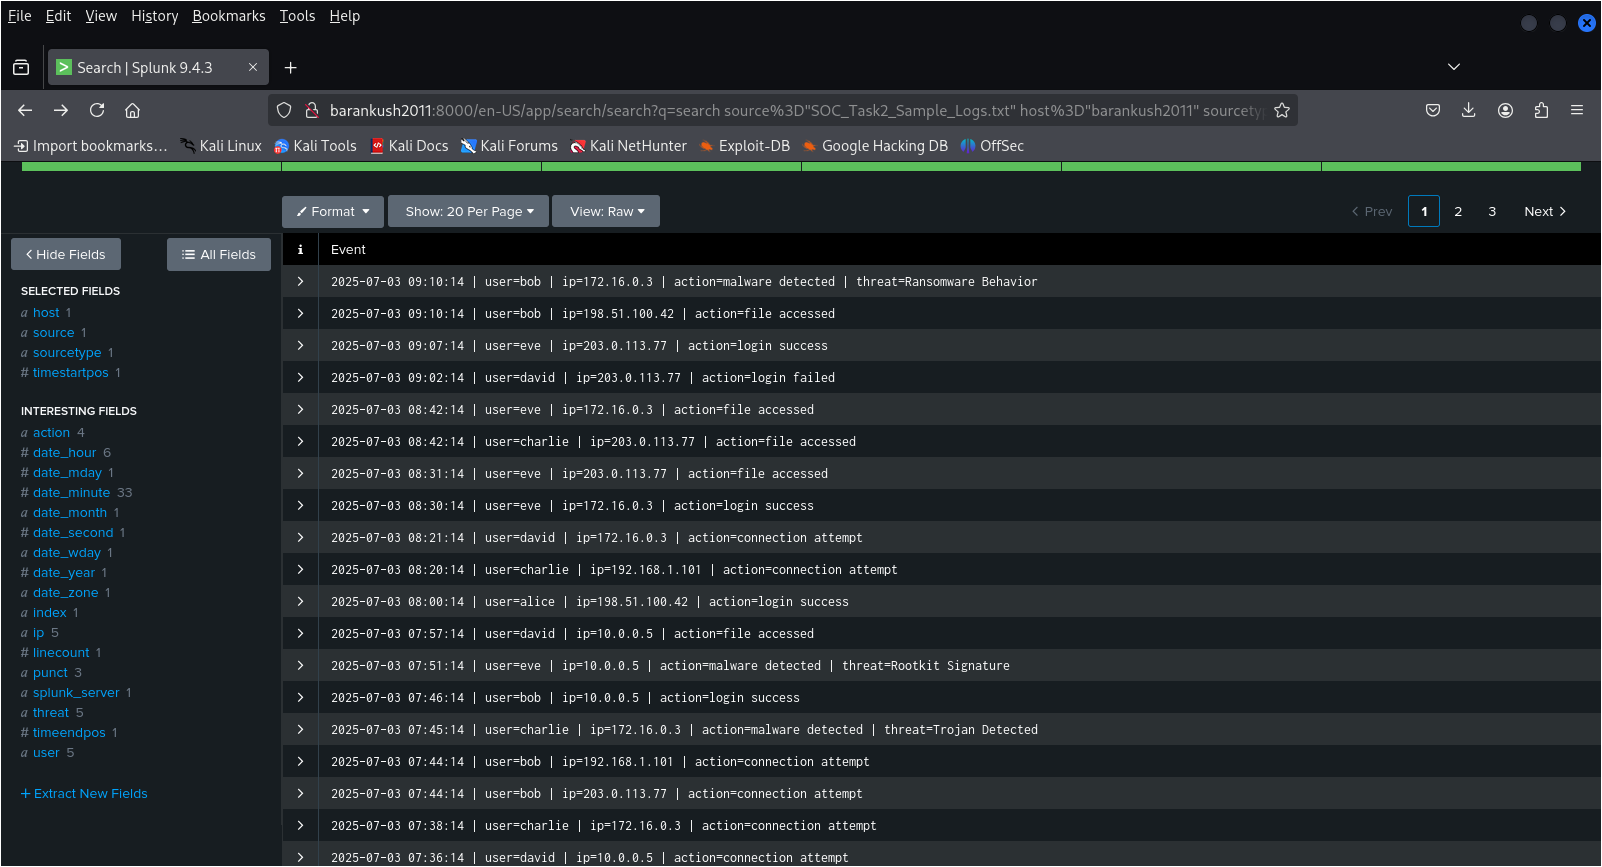 File Edit View History Bookmarks Tools Help
Search | Splunk 9.4.3
barankush2011:8000/en-US/app/search/search?q=search source%3D"SOC_Task2_Sample_Logs.txt" host%3D"barankush2011" sourcetyp
Import bookmarks… Kali Linux Kali Tools Kali Docs Kali Forums Kali NetHunter Exploit-DB Google Hacking DB OffSec
Format Show: 20 Per Page View: Raw Prev 1 2 3 Next
Hide Fields All Fields
SELECTED FIELDS
a host 1
a source 1
a sourcetype 1
# timestartpos 1
INTERESTING FIELDS
a action 4
# date_hour 6
# date_mday 1
# date_minute 33
a date_month 1
# date_second 1
a date_wday 1
# date_year 1
a date_zone 1
a index 1
a ip 5
# linecount 1
a punct 3
a splunk_server 1
a threat 5
# timeendpos 1
a user 5
+ Extract New Fields
i Event
2025-07-03 09:10:14 | user=bob | ip=172.16.0.3 | action=malware detected | threat=Ransomware Behavior
2025-07-03 09:10:14 | user=bob | ip=198.51.100.42 | action=file accessed
2025-07-03 09:07:14 | user=eve | ip=203.0.113.77 | action=login success
2025-07-03 09:02:14 | user=david | ip=203.0.113.77 | action=login failed
2025-07-03 08:42:14 | user=eve | ip=172.16.0.3 | action=file accessed
2025-07-03 08:42:14 | user=charlie | ip=203.0.113.77 | action=file accessed
2025-07-03 08:31:14 | user=eve | ip=203.0.113.77 | action=file accessed
2025-07-03 08:30:14 | user=eve | ip=172.16.0.3 | action=login success
2025-07-03 08:21:14 | user=david | ip=172.16.0.3 | action=connection attempt
2025-07-03 08:20:14 | user=charlie | ip=192.168.1.101 | action=connection attempt
2025-07-03 08:00:14 | user=alice | ip=198.51.100.42 | action=login success
2025-07-03 07:57:14 | user=david | ip=10.0.0.5 | action=file accessed
2025-07-03 07:51:14 | user=eve | ip=10.0.0.5 | action=malware detected | threat=Rootkit Signature
2025-07-03 07:46:14 | user=bob | ip=10.0.0.5 | action=login success
2025-07-03 07:45:14 | user=charlie | ip=172.16.0.3 | action=malware detected | threat=Trojan Detected
2025-07-03 07:44:14 | user=bob | ip=192.168.1.101 | action=connection attempt
2025-07-03 07:44:14 | user=bob | ip=203.0.113.77 | action=connection attempt
2025-07-03 07:38:14 | user=charlie | ip=172.16.0.3 | action=connection attempt
2025-07-03 07:36:14 | user=david | ip=10.0.0.5 | action=connection attempt